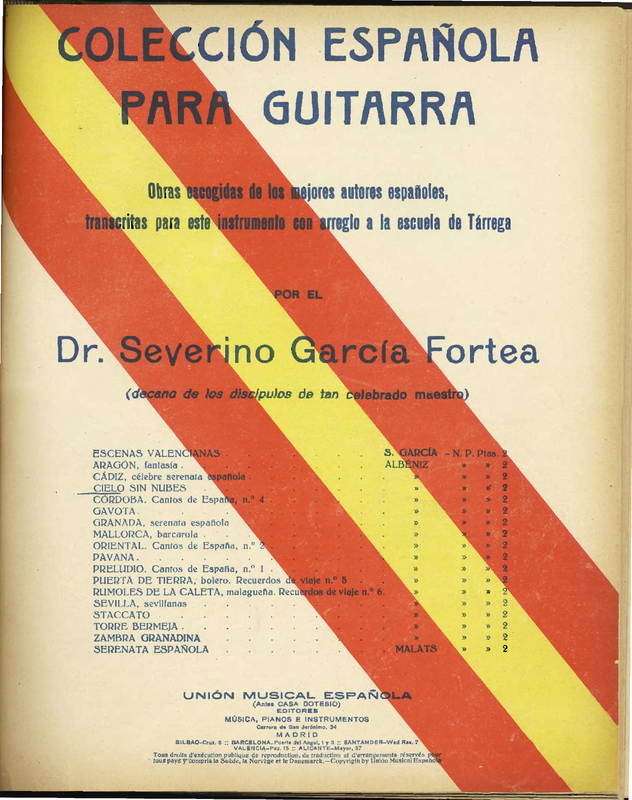 COLECCIÓN ESPAÑOLA
PARA GUITARRA
Obras escogidas de los mejores autores españoles,
transcritas para este instrumento con arreglo a la escuela de Tárrega
POR EL
Dr. Severino García Fortea
(decano de los discípulos de tan celebrado maestro)
ESCENAS VALENCIANAS . . . . . . S. GARCÍA – N. P. Ptas. 2
ARAGÓN, fantasía . . . . . . ALBÉNIZ » » 2
CÁDIZ, célebre serenata española . . . . . . » » » 2
CIELO SIN NUBES . . . . . . » » » 2
CÓRDOBA. Cantos de España, n.º 4 . . . . . . » » » 2
GAVOTA . . . . . . » » » 2
GRANADA, serenata española . . . . . . » » » 2
MALLORCA, barcarola . . . . . . » » » 2
ORIENTAL. Cantos de España, n.º 2 . . . . . . » » » 2
PAVANA . . . . . . » » » 2
PRELUDIO. Cantos de España, n.º 1 . . . . . . » » » 2
PUERTA DE TIERRA, bolero. Recuerdos de viaje n.º 5 . . . . . . » » » 2
RUMOLES DE LA CALETA, malagueña. Recuerdos de viaje n.º 6. . . . » » » 2
SEVILLA, sevillanas . . . . . . » » » 2
STACCATO . . . . . . » » » 2
TORRE BERMEJA . . . . . . » » » 2
ZAMBRA GRANADINA . . . . . . » » » 2
SERENATA ESPAÑOLA . . . . . . MALATS » » 2
UNIÓN MUSICAL ESPAÑOLA
(Antes CASA DOTESIO)
EDITORES
MÚSICA, PIANOS E INSTRUMENTOS
Carrera de San Jerónimo, 34
MADRID
BILBAO-Cruz, 6 :: BARCELONA. Puerta del Angel, 1 y 3 :: SANTANDER-Wad Ras, 7
VALENCIA-Paz, 15 :: ALICANTE-Mayor, 37
Tous droits d'exécution publique de reproduction, de traduction et d'arrangements réservés pour
tous pays y compris la Suède, la Norvège et le Danemarck.–Copyrigth by Unión Musical Española